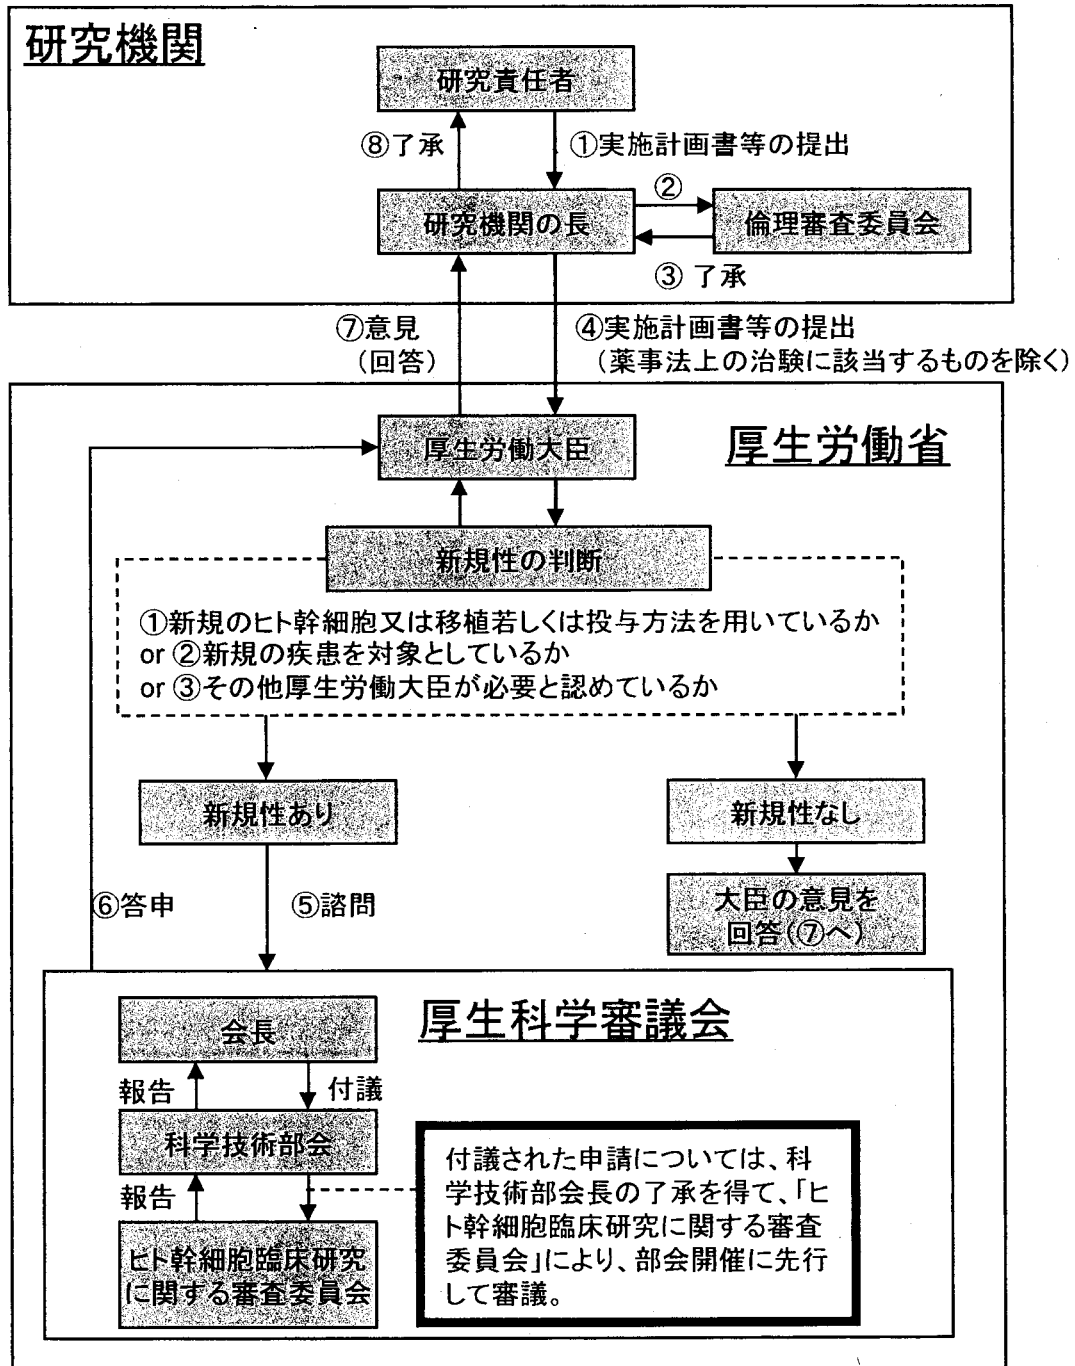 研究機関
研究責任者
⑧了承
①実施計画書等の提出
②
研究機関の長
倫理審査委員会
③ 了承
⑦意見
(回答)
④実施計画書等の提出
(薬事法上の治験に該当するものを除く)
厚生労働省
厚生労働大臣
新規性の判断
①新規のヒト幹細胞又は移植若しくは投与方法を用いているか
or ②新規の疾患を対象としているか
or ③その他厚生労働大臣が必要と認めているか
新規性あり
新規性なし
⑥答申
⑤諮問
大臣の意見を
回答(⑦へ)
厚生科学審議会
会長
報告
付議
科学技術部会
報告
付議された申請については、科
学技術部会長の了承を得て、「ヒ
ト幹細胞臨床研究に関する審査
委員会」により、部会開催に先行
して審議。
ヒト幹細胞臨床研究
に関する審査委員会